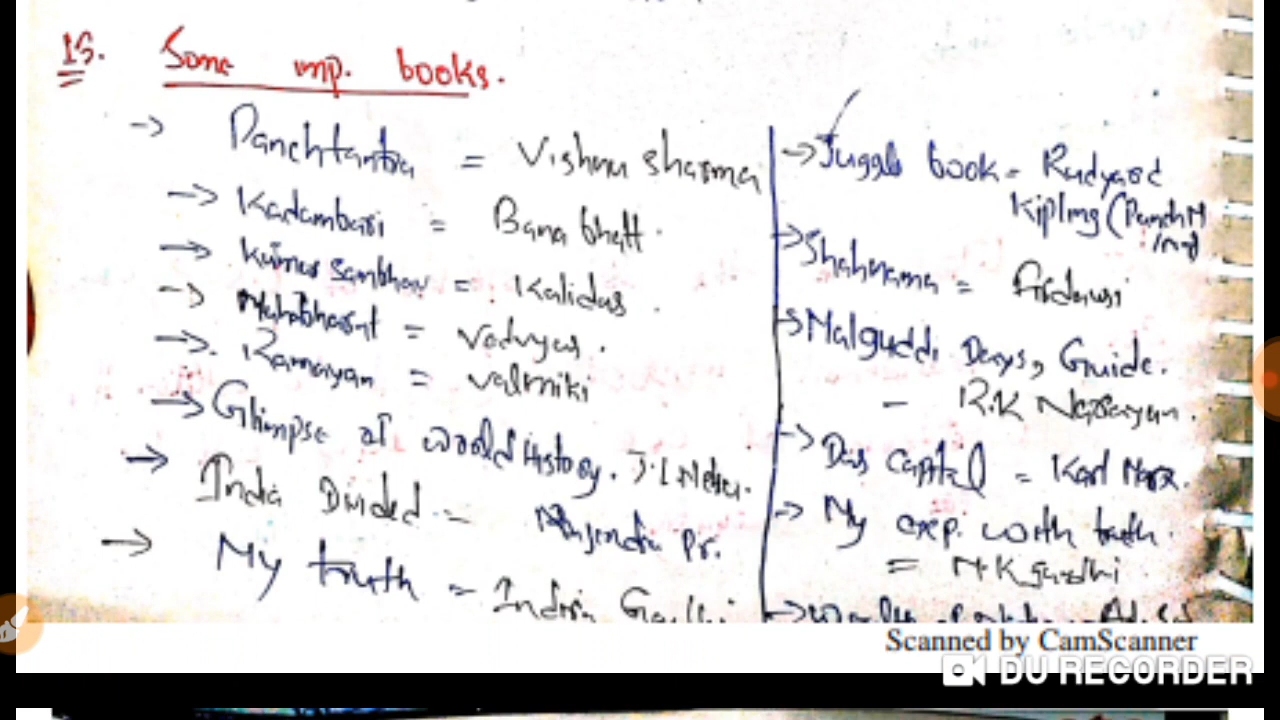 15. Some imp. books.
-> Panchtantra = Vishnu sharma
-> Kadambari = Bana bhatt.
-> Kumar sambhav = Kalidas.
-> Mahabharat = Vedvyas.
->. Ramayan = Valmiki
-> Glimpse of world History. J.L Nehru.
-> India Divided = Rajendra Pr.
-> My truth = Indira Gandhi
-> Juggle book = Rudyard
Kipling (Panch M
-> Shahnama = firdausi
-> Malguddi Days, Guide.
- R.K Narayan.
-> Das Capital = Karl Marx.
-> My exp. with truth.
= M.K gandhi
->
Scanned by CamScanner
DU RECORDER